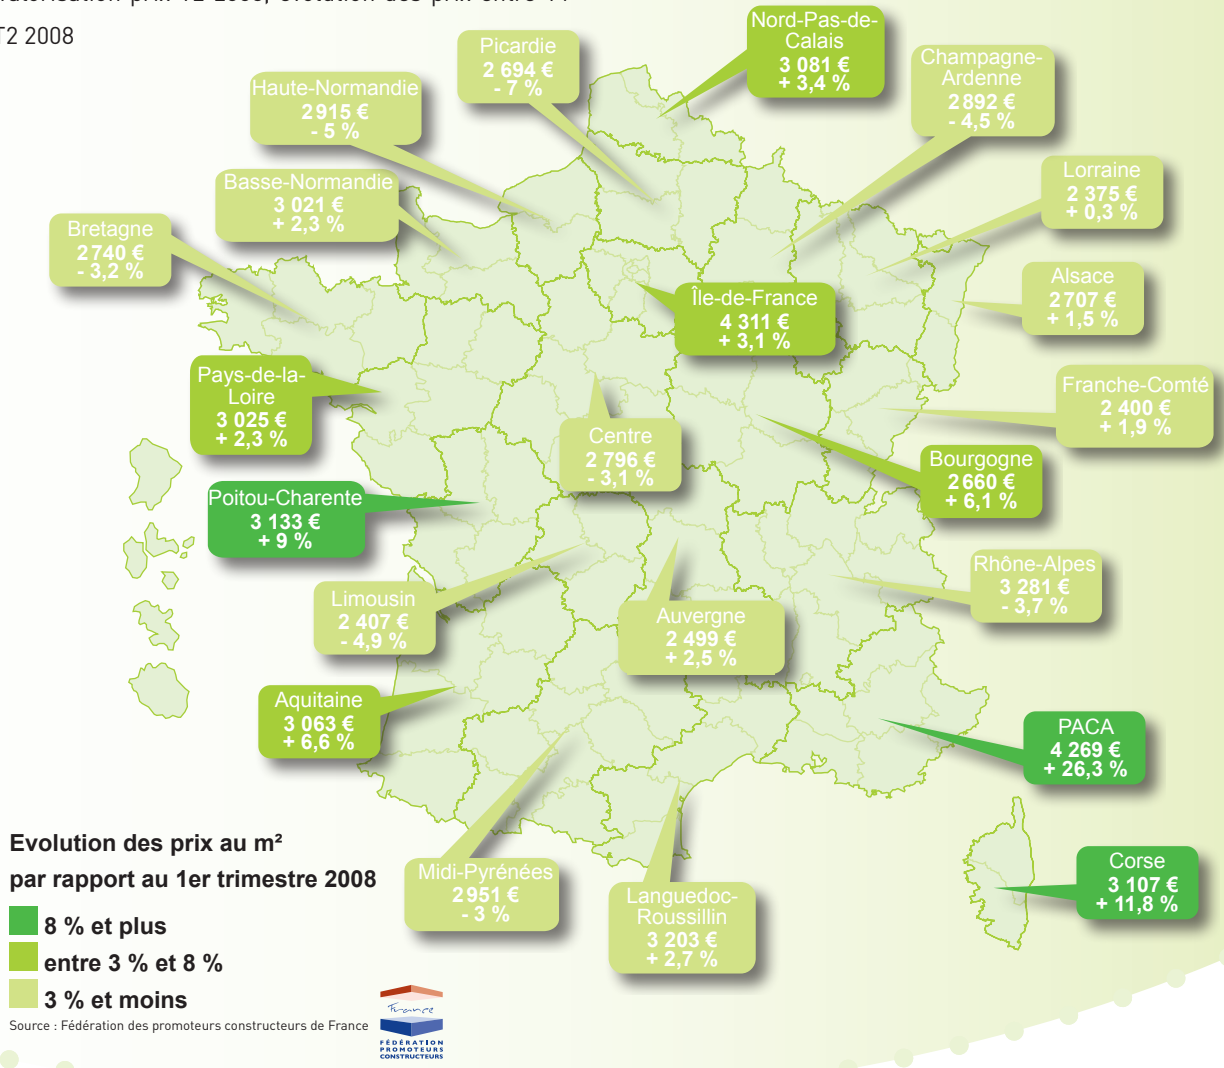 T2 2008
Nord-Pas-de-
Calais
3 081 €
+ 3,4 %
Picardie
2 694 €
- 7 %
Champagne-
Ardenne
2 892 €
- 4,5 %
Haute-Normandie
2 915 €
- 5 %
Lorraine
2 375 €
+ 0,3 %
Basse-Normandie
3 021 €
+ 2,3 %
Bretagne
2 740 €
- 3,2 %
Alsace
2 707 €
+ 1,5 %
Île-de-France
4 311 €
+ 3,1 %
Pays-de-la-
Loire
3 025 €
+ 2,3 %
Franche-Comté
2 400 €
+ 1,9 %
Centre
2 796 €
- 3,1 %
Bourgogne
2 660 €
+ 6,1 %
Poitou-Charente
3 133 €
+ 9 %
Rhône-Alpes
3 281 €
- 3,7 %
Limousin
2 407 €
- 4,9 %
Auvergne
2 499 €
+ 2,5 %
Aquitaine
3 063 €
+ 6,6 %
PACA
4 269 €
+ 26,3 %
Corse
3 107 €
+ 11,8 %
Midi-Pyrénées
2 951 €
- 3 %
Languedoc-
Roussillin
3 203 €
+ 2,7 %
Evolution des prix au m²
par rapport au 1er trimestre 2008
8 % et plus
entre 3 % et 8 %
3 % et moins
Source : Fédération des promoteurs constructeurs de France
France
FÉDÉRATION
PROMOTEURS
CONSTRUCTEURS